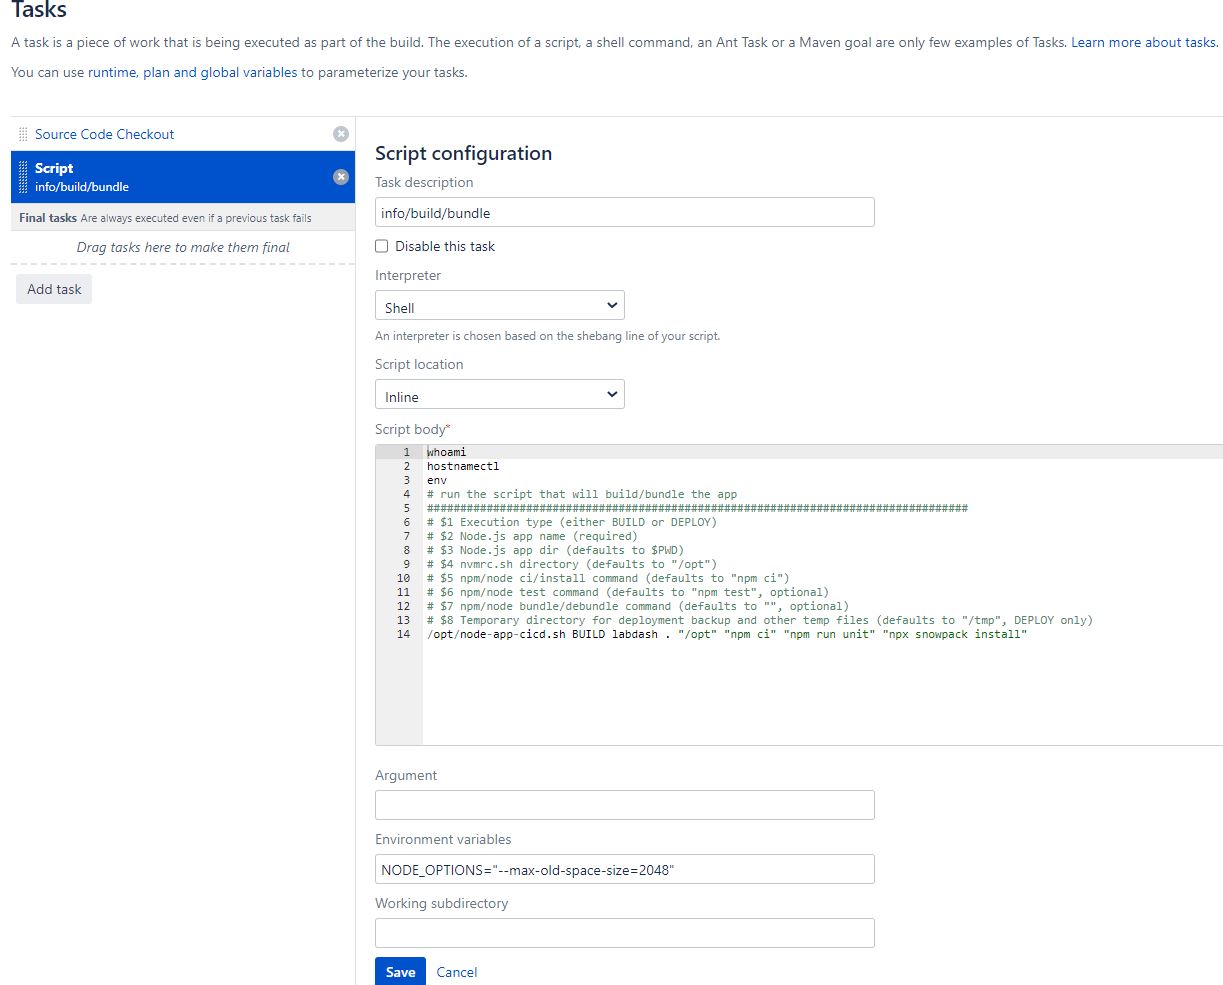 Tasks
A task is a piece of work that is being executed as part of the build. The execution of a script, a shell command, an Ant Task or a Maven goal are only few examples of Tasks. Learn more about tasks.
You can use runtime, plan and global variables to parameterize your tasks.
Source Code Checkout
Script
info/build/bundle
Final tasks Are always executed even if a previous task fails
Drag tasks here to make them final
Add task
Script configuration
Task description
info/build/bundle
Disable this task
Interpreter
Shell
An interpreter is chosen based on the shebang line of your script.
Script location
Inline
Script body*
1 whoami
2 hostnamectl
3 env
4 # run the script that will build/bundle the app
5 ##################################################################################
6 # $1 Execution type (either BUILD or DEPLOY)
7 # $2 Node.js app name (required)
8 # $3 Node.js app dir (defaults to $PWD)
9 # $4 nvmrc.sh directory (defaults to "/opt")
10 # $5 npm/node ci/install command (defaults to "npm ci")
11 # $6 npm/node test command (defaults to "npm test", optional)
12 # $7 npm/node bundle/debundle command (defaults to "", optional)
13 # $8 Temporary directory for deployment backup and other temp files (defaults to "/tmp", DEPLOY only)
14 /opt/node-app-cicd.sh BUILD labdash . "/opt" "npm ci" "npm run unit" "npx snowpack install"
Argument
Environment variables
NODE_OPTIONS="--max-old-space-size=2048"
Working subdirectory
Save Cancel